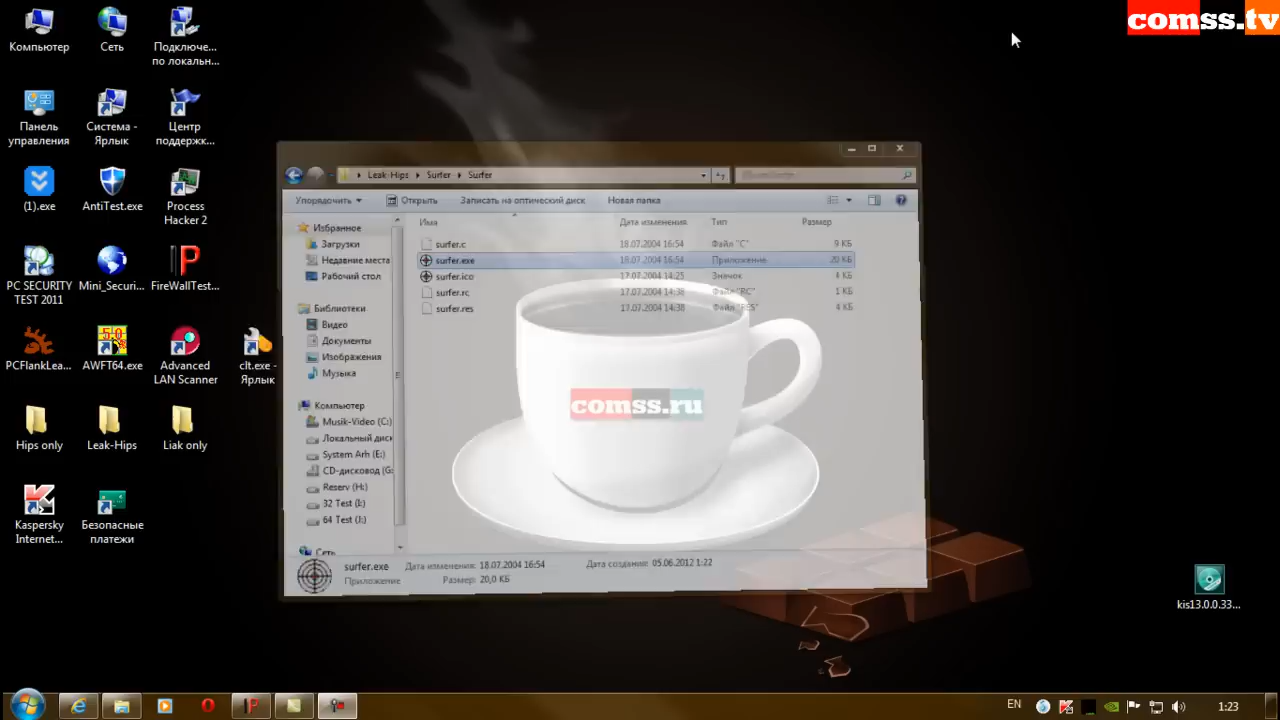 comss.tv
Компьютер
Сеть
Подключе...
по локальн...
Панель
управления
Система -
Ярлык
Центр
поддержк...
(1).exe
AntiTest.exe
Process
Hacker 2
PC SECURITY
TEST 2011
Mini_Securi...
FireWallTest...
PCFlankLea...
AWFT64.exe
Advanced
LAN Scanner
clt.exe -
Ярлык
Hips only
Leak-Hips
Liak only
Kaspersky
Internet...
Безопасные
платежи
kis13.0.0.33...
Leak-Hips
Surfer
Surfer
Упорядочить
Открыть
Записать на оптический диск
Новая папка
Имя
Дата изменения
Тип
Размер
surfer.c
18.07.2004 16:54
Файл "C"
9 КБ
surfer.exe
18.07.2004 16:54
Приложение
20 КБ
surfer.ico
17.07.2004 14:25
Значок
4 КБ
surfer.rc
17.07.2004 14:38
Файл "RC"
1 КБ
surfer.res
17.07.2004 14:38
Файл "RES"
4 КБ
Избранное
Загрузки
Недавние места
Рабочий стол
Библиотеки
Видео
Документы
Изображения
Музыка
Компьютер
Musik-Video (C:)
Локальный диск
System Arh (E:)
CD-дисковод (G:
Reserv (H:)
32 Test (I:)
64 Test (J:)
Сеть
comss.ru
surfer.exe
Дата изменения: 18.07.2004 16:54
Дата создания: 05.06.2012 1:22
Приложение
Размер: 20,0 КБ
EN
1:23